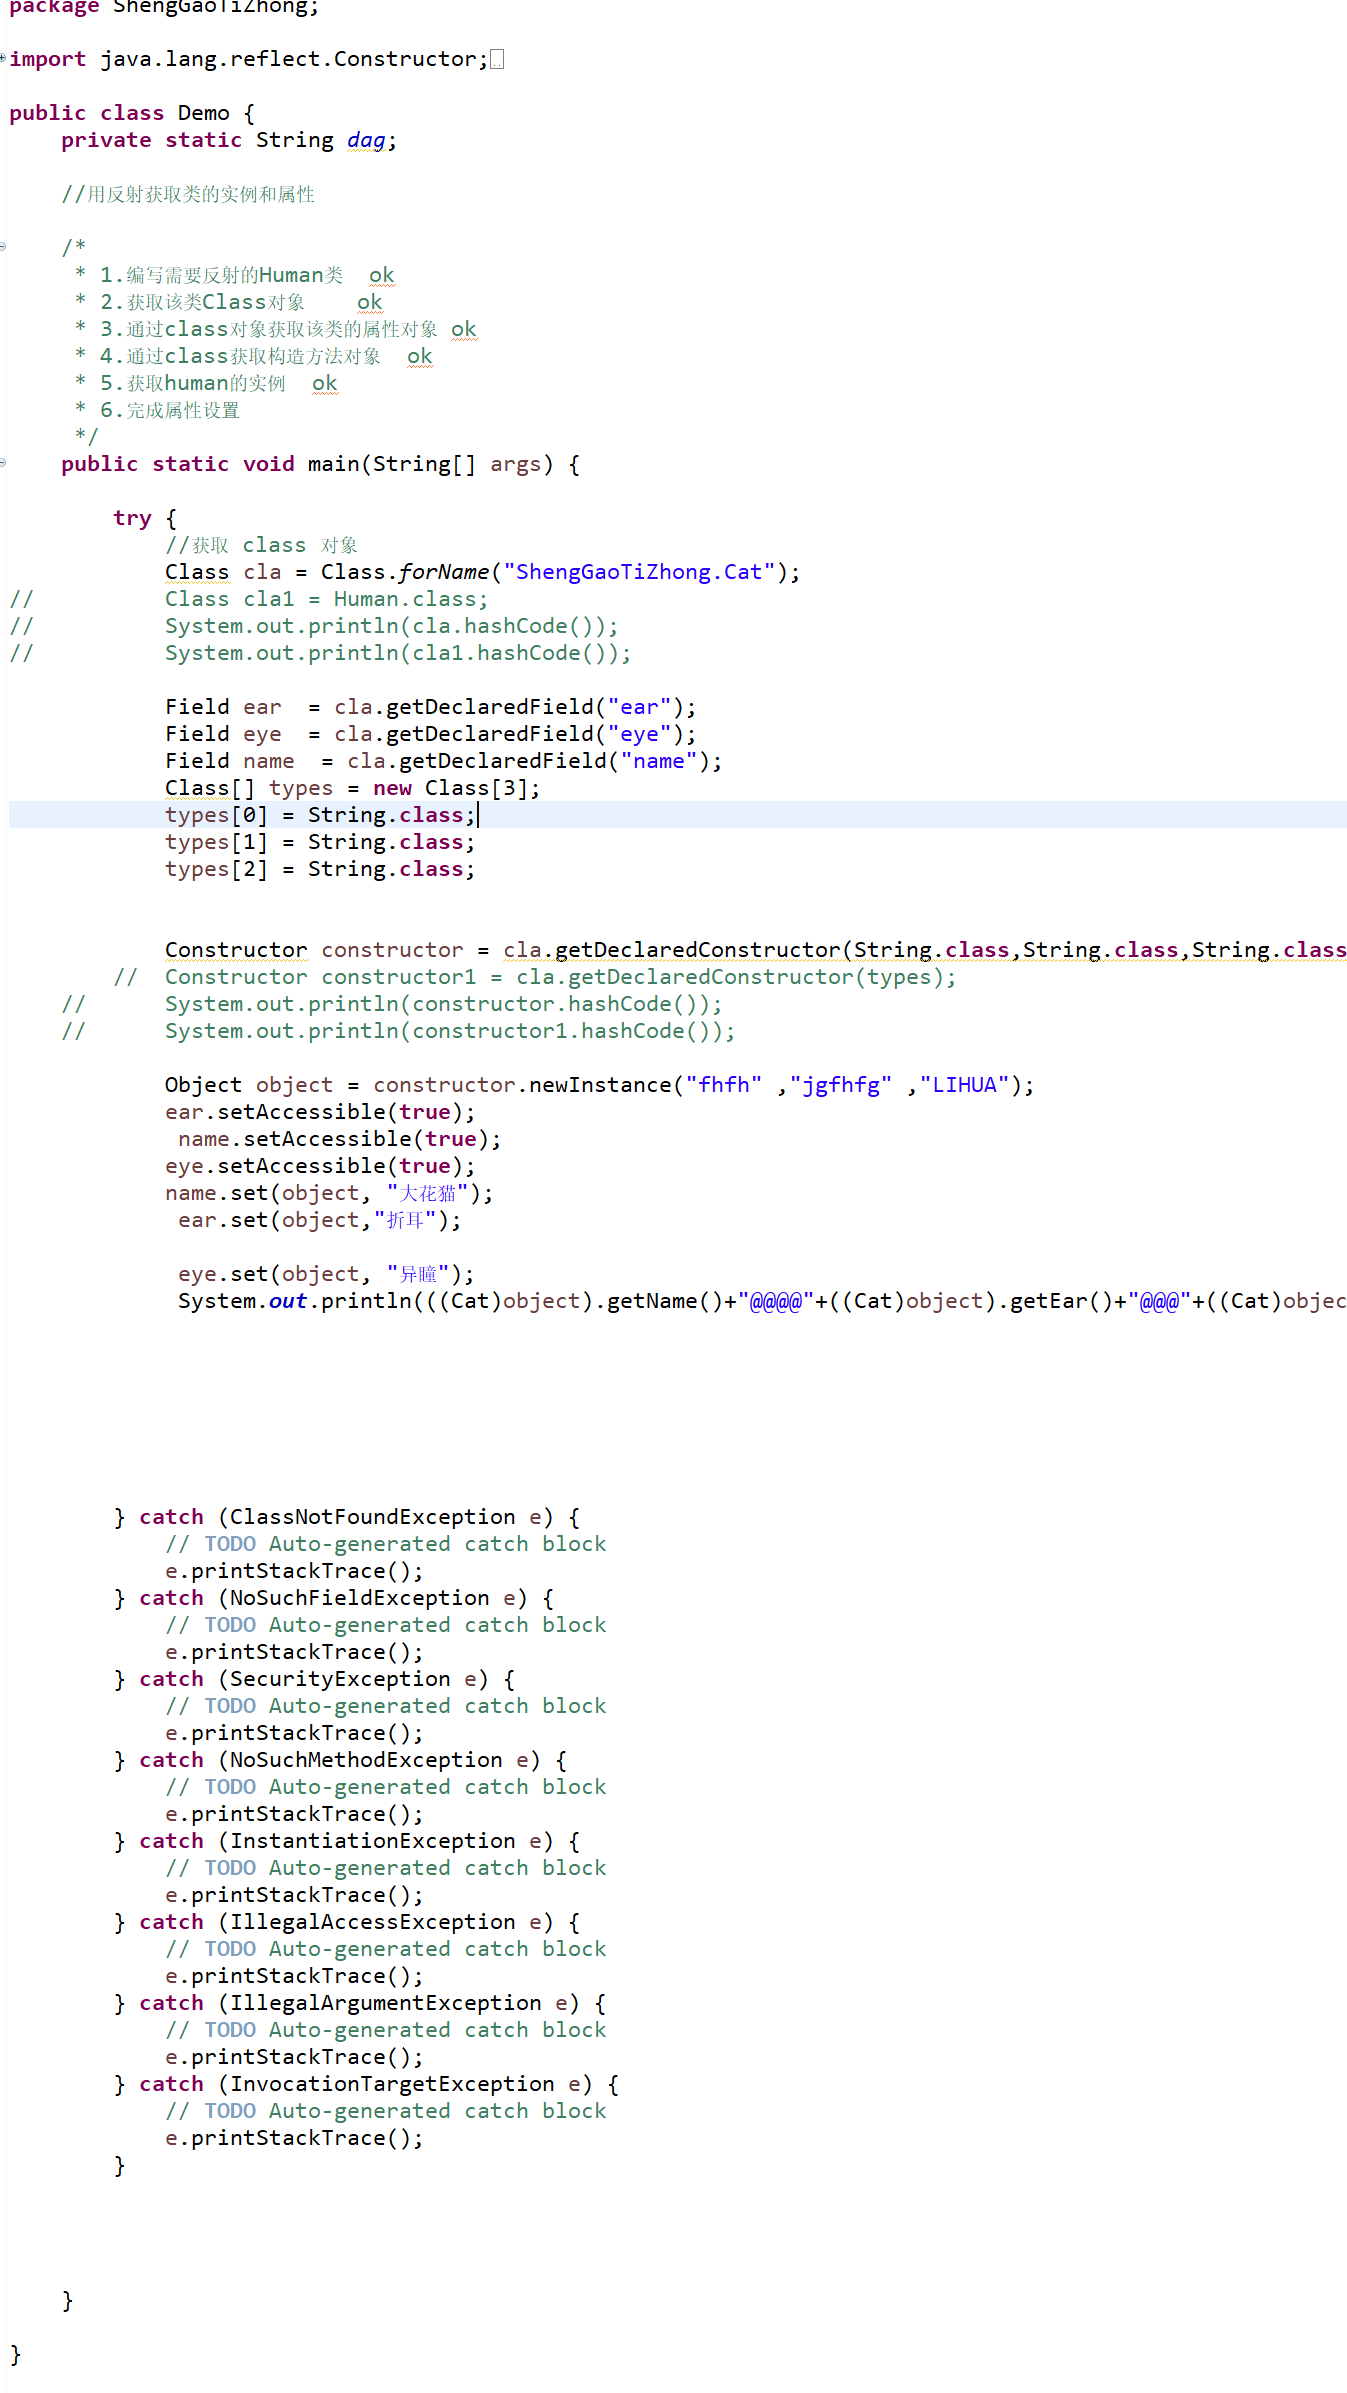 package ShengGaoTiZhong;
import java.lang.reflect.Constructor;
public class Demo {
private static String dag;
//用反射获取类的实例和属性
/*
* 1.编写需要反射的Human类 ok
* 2.获取该类Class对象 ok
* 3.通过class对象获取该类的属性对象 ok
* 4.通过class获取构造方法对象 ok
* 5.获取human的实例 ok
* 6.完成属性设置
*/
public static void main(String[] args) {
try {
//获取 class 对象
Class cla = Class.forName("ShengGaoTiZhong.Cat");
// Class cla1 = Human.class;
// System.out.println(cla.hashCode());
// System.out.println(cla1.hashCode());
Field ear = cla.getDeclaredField("ear");
Field eye = cla.getDeclaredField("eye");
Field name = cla.getDeclaredField("name");
Class[] types = new Class[3];
types[0] = String.class;
types[1] = String.class;
types[2] = String.class;
Constructor constructor = cla.getDeclaredConstructor(String.class,String.class,String.class
// Constructor constructor1 = cla.getDeclaredConstructor(types);
// System.out.println(constructor.hashCode());
// System.out.println(constructor1.hashCode());
Object object = constructor.newInstance("fhfh" ,"jgfhfg" ,"LIHUA");
ear.setAccessible(true);
name.setAccessible(true);
eye.setAccessible(true);
name.set(object, "大花猫");
ear.set(object,"折耳");
eye.set(object, "异瞳");
System.out.println(((Cat)object).getName()+"@@@@"+((Cat)object).getEar()+"@@@"+((Cat)objec
} catch (ClassNotFoundException e) {
// TODO Auto-generated catch block
e.printStackTrace();
} catch (NoSuchFieldException e) {
// TODO Auto-generated catch block
e.printStackTrace();
} catch (SecurityException e) {
// TODO Auto-generated catch block
e.printStackTrace();
} catch (NoSuchMethodException e) {
// TODO Auto-generated catch block
e.printStackTrace();
} catch (InstantiationException e) {
// TODO Auto-generated catch block
e.printStackTrace();
} catch (IllegalAccessException e) {
// TODO Auto-generated catch block
e.printStackTrace();
} catch (IllegalArgumentException e) {
// TODO Auto-generated catch block
e.printStackTrace();
} catch (InvocationTargetException e) {
// TODO Auto-generated catch block
e.printStackTrace();
}
}
}